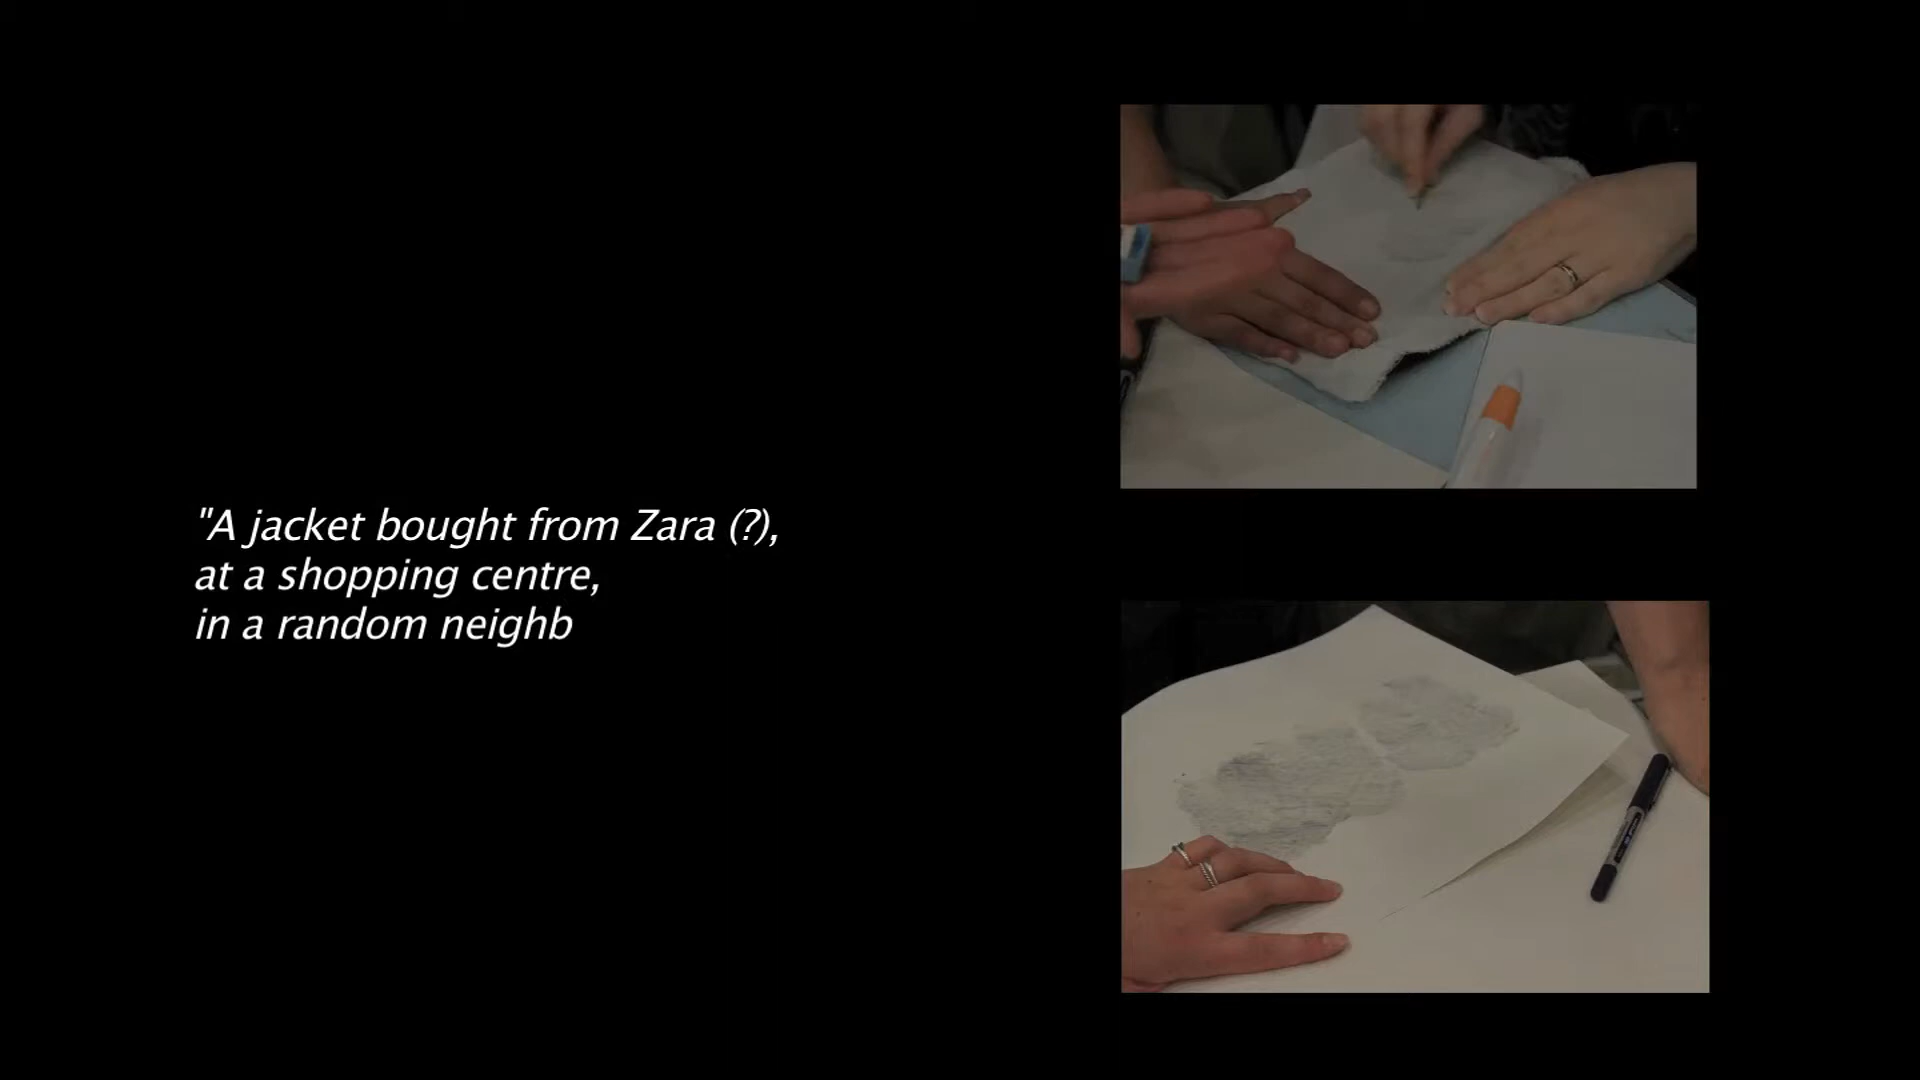 "A jacket bought from Zara (?),
at a shopping centre,
in a random neighb